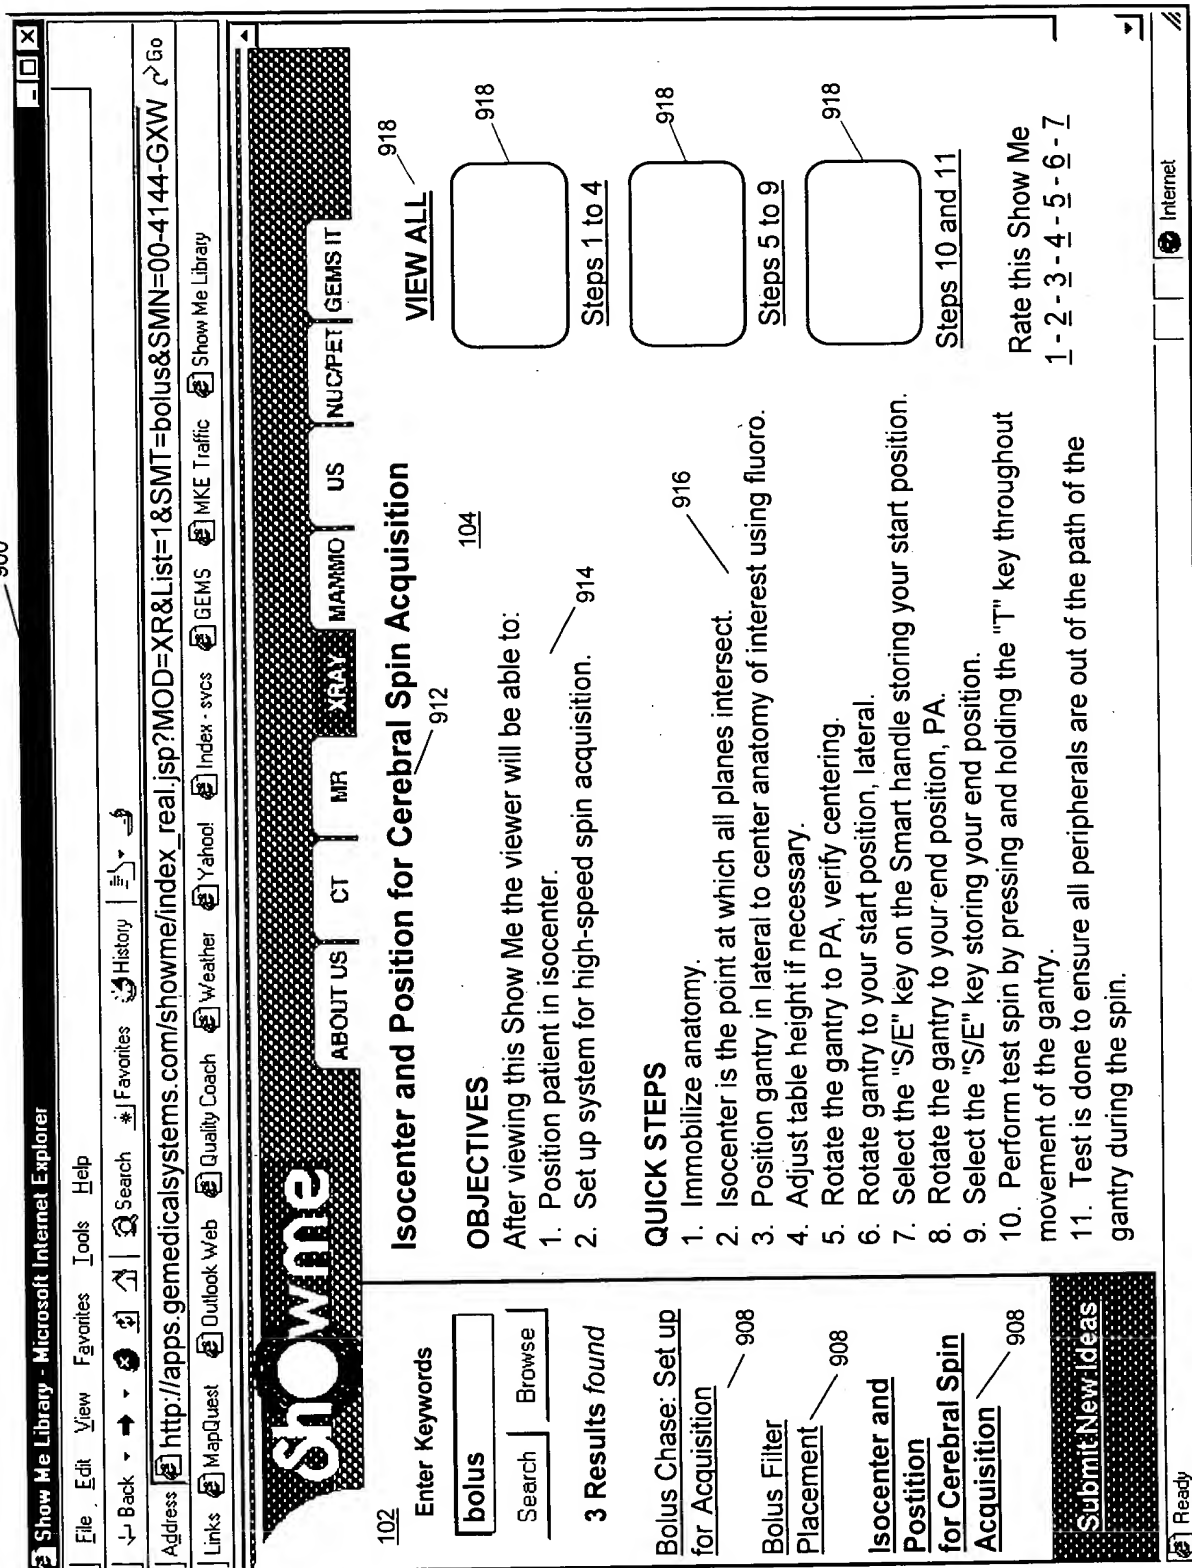 900
Show Me Library - Microsoft Internet Explorer
File Edit View Favorites Tools Help
Back Search Favorites History
Address http://apps.gemedicalsystems.com/showme/index_real.jsp?MOD=XR&List=1&SMT=bolus&SMN=00-4144-GXW Go
Links MapQuest Outlook Web Quality Coach Weather Yahoo! Index - svcs GEMS MKE Traffic Show Me Library
Showme
ABOUT US CT MR XRAY MAMMO US NUC/PET GEMS IT
102
Enter Keywords
bolus
Search Browse
3 Results found
Bolus Chase: Set up
for Acquisition
908
Bolus Filter
Placement
908
Isocenter and
Postition
for Cerebral Spin
Acquisition
908
Submit New Ideas
Isocenter and Position for Cerebral Spin Acquisition
912
104
OBJECTIVES
After viewing this Show Me the viewer will be able to:
1. Position patient in isocenter.
2. Set up system for high-speed spin acquisition.
914
QUICK STEPS
916
1. Immobilize anatomy.
2. Isocenter is the point at which all planes intersect.
3. Position gantry in lateral to center anatomy of interest using fluoro.
4. Adjust table height if necessary.
5. Rotate the gantry to PA, verify centering.
6. Rotate gantry to your start position, lateral.
7. Select the "S/E" key on the Smart handle storing your start position.
8. Rotate the gantry to your end position, PA.
9. Select the "S/E" key storing your end position.
10. Perform test spin by pressing and holding the "T" key throughout
movement of the gantry.
11. Test is done to ensure all peripherals are out of the path of the
gantry during the spin.
VIEW ALL
918
918
Steps 1 to 4
918
Steps 5 to 9
918
Steps 10 and 11
Rate this Show Me
1 - 2 - 3 - 4 - 5 - 6 - 7
Ready
Internet